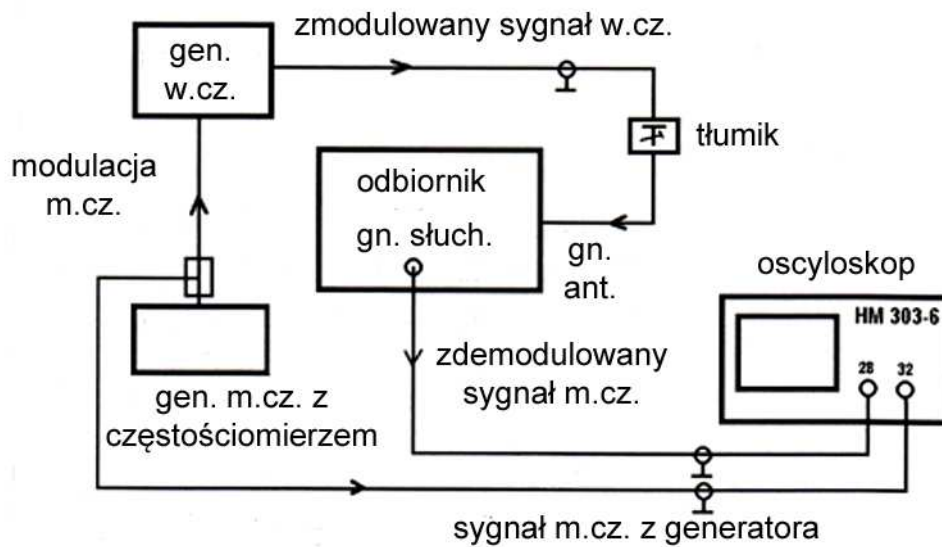 zmodulowany sygnał w.cz.
gen.
w.cz.
tłumik
modulacja
m.cz.
odbiornik
gn. słuch.
gn.
ant.
oscyloskop
HM 303-6
28
32
zdemodulowany
sygnał m.cz.
gen. m.cz. z
częstościomierzem
sygnał m.cz. z generatora